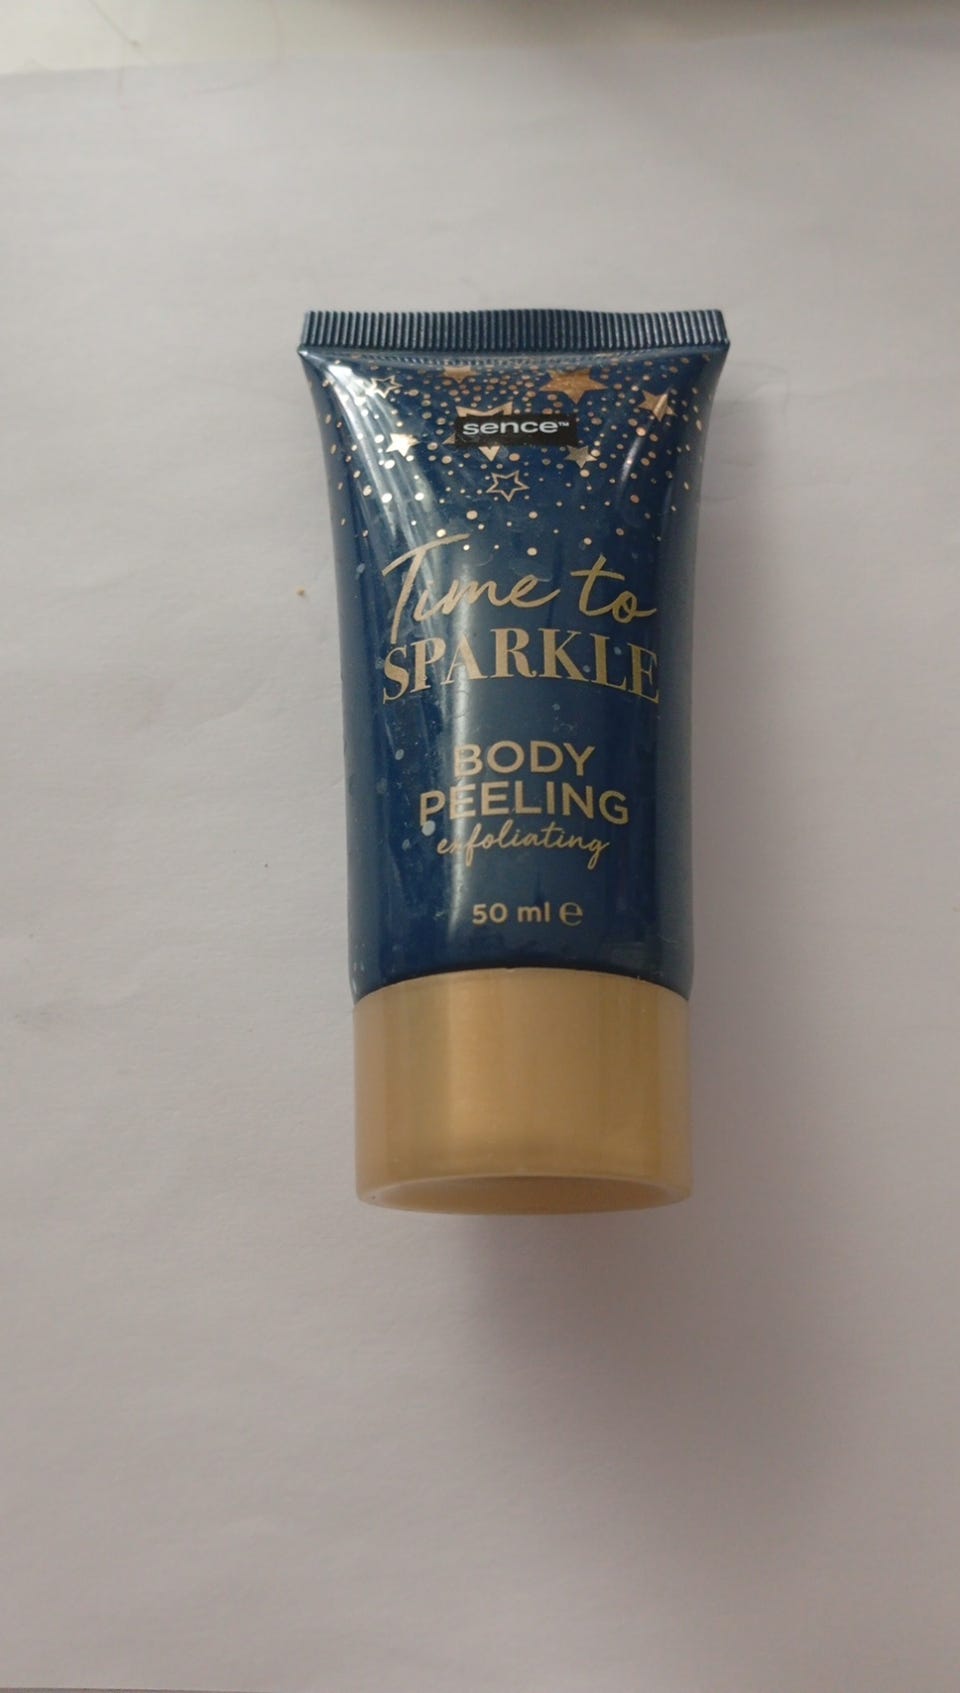 sence™
Time to
SPARKLE
BODY
PEELING
exfoliating
50 ml ℮